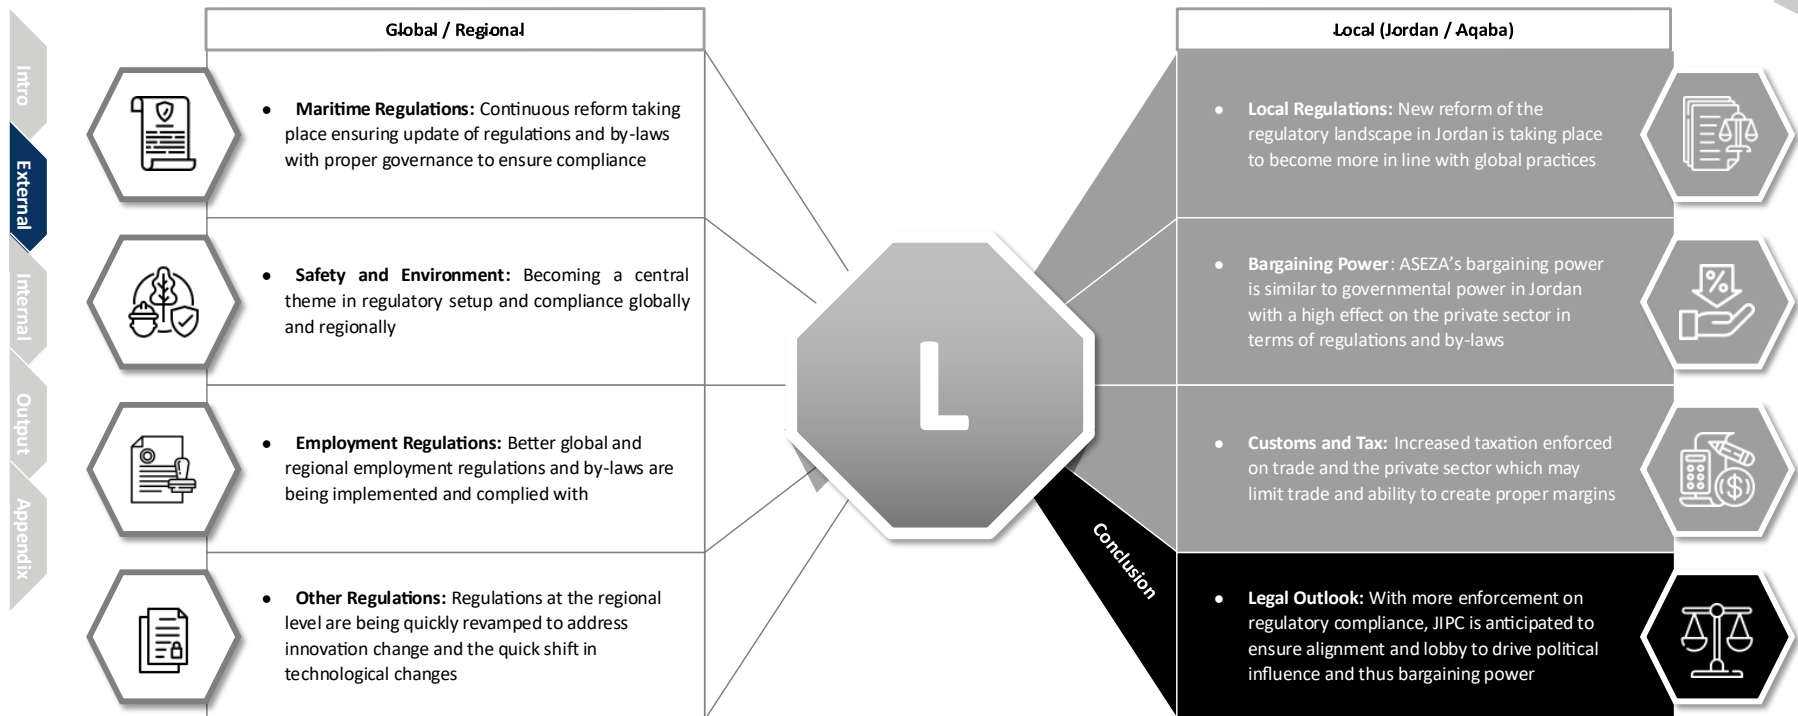 Intro
External
Internal
Output
Appendix
Global / Regional
● Maritime Regulations: Continuous reform taking
place ensuring update of regulations and by-laws
with proper governance to ensure compliance
● Safety and Environment: Becoming a central
theme in regulatory setup and compliance globally
and regionally
● Employment Regulations: Better global and
regional employment regulations and by-laws are
being implemented and complied with
● Other Regulations: Regulations at the regional
level are being quickly revamped to address
innovation change and the quick shift in
technological changes
L
Local (Jordan / Aqaba)
● Local Regulations: New reform of the
regulatory landscape in Jordan is taking place
to become more in line with global practices
● Bargaining Power: ASEZA’s bargaining power
is similar to governmental power in Jordan
with a high effect on the private sector in
terms of regulations and by-laws
%
● Customs and Tax: Increased taxation enforced
on trade and the private sector which may
limit trade and ability to create proper margins
$
Conclusion
● Legal Outlook: With more enforcement on
regulatory compliance, JIPC is anticipated to
ensure alignment and lobby to drive political
influence and thus bargaining power